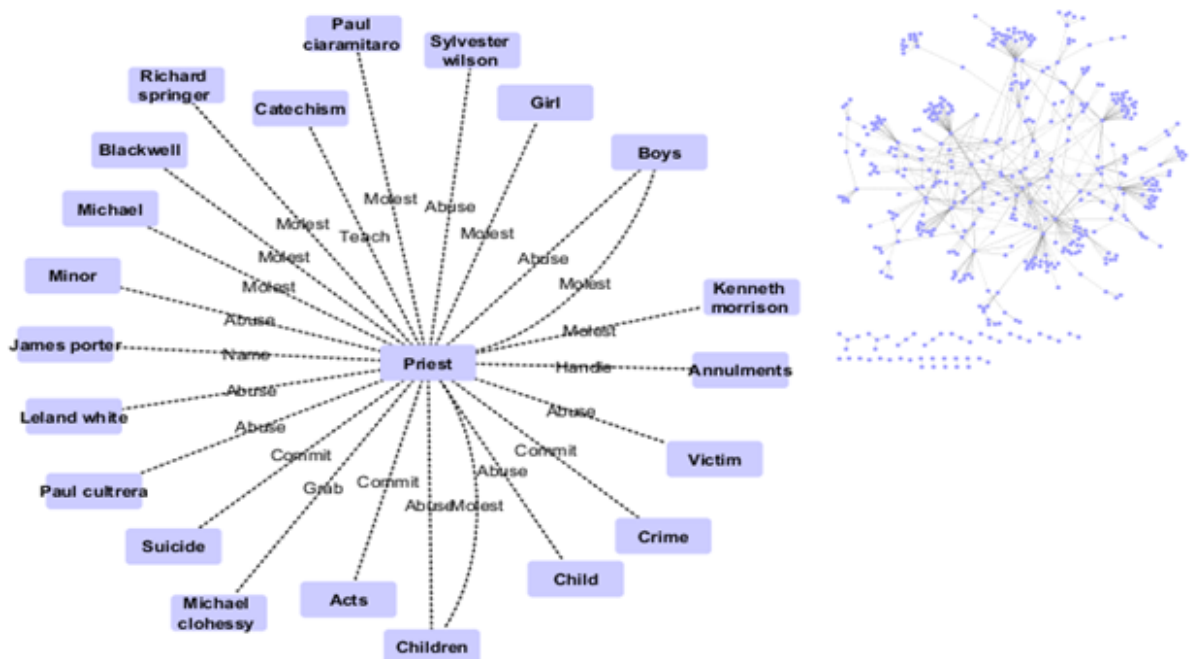 Paul
ciaramitaro
Sylvester
wilson
Richard
springer
Catechism
Girl
Blackwell
Boys
Michael
Molest
Abuse
Molest
Teach
Molest
Molest
Abuse
Minor
Molest
Molest
Kenneth
morrison
Abuse
Molest
James porter
Name
Priest
Handle
Annulments
Leland white
Abuse
Abuse
Abuse
Victim
Commit
Commit
Paul cultrera
Grab
Commit
Abuse
Abuse
Molest
Suicide
Crime
Child
Michael
clohessy
Acts
Children